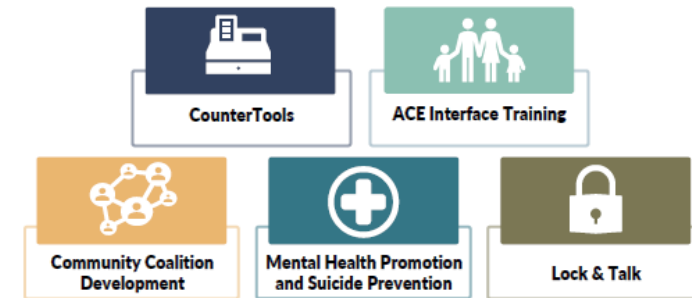 CounterTools
ACE Interface Training
Community Coalition
Development
Mental Health Promotion
and Suicide Prevention
Lock & Talk